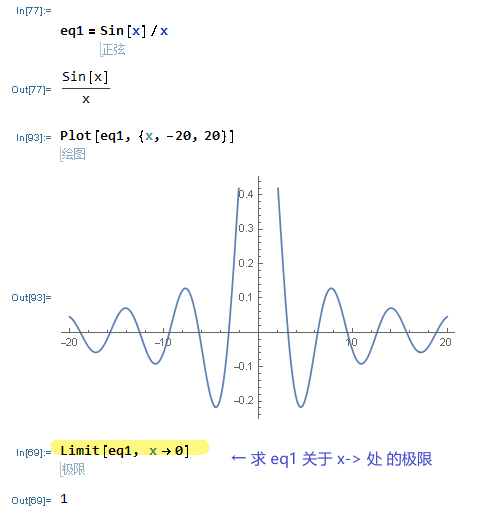 In[77]:=
eq1 = Sin[x]/x
正弦
Out[77]=
Sin[x]
x
In[93]:=
Plot[eq1, {x, -20, 20}]
绘图
Out[93]=
0.4
0.3
0.2
0.1
-20 -10 10 20
-0.1
-0.2
In[69]:=
Limit[eq1, x → 0]
← 求 eq1 关于 x-> 处 的极限
极限
Out[69]=
1